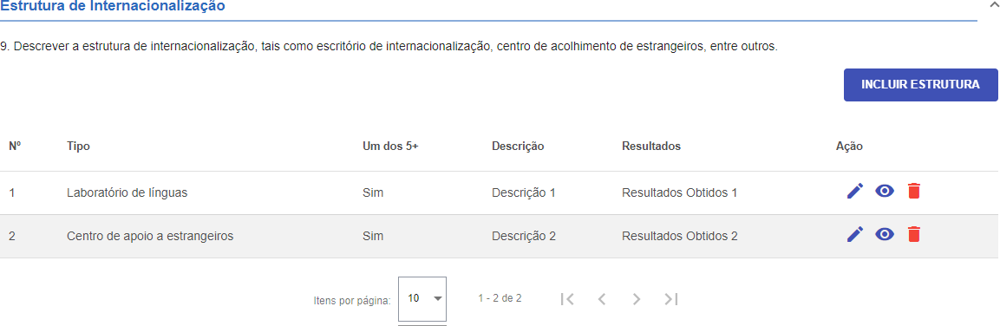 Estrutura de Internacionalização
9. Descrever a estrutura de internacionalização, tais como escritório de internacionalização, centro de acolhimento de estrangeiros, entre outros.
INCLUIR ESTRUTURA
Nº Tipo Um dos 5+ Descrição Resultados Ação
1 Laboratório de línguas Sim Descrição 1 Resultados Obtidos 1
2 Centro de apoio a estrangeiros Sim Descrição 2 Resultados Obtidos 2
Itens por página: 10 1 - 2 de 2